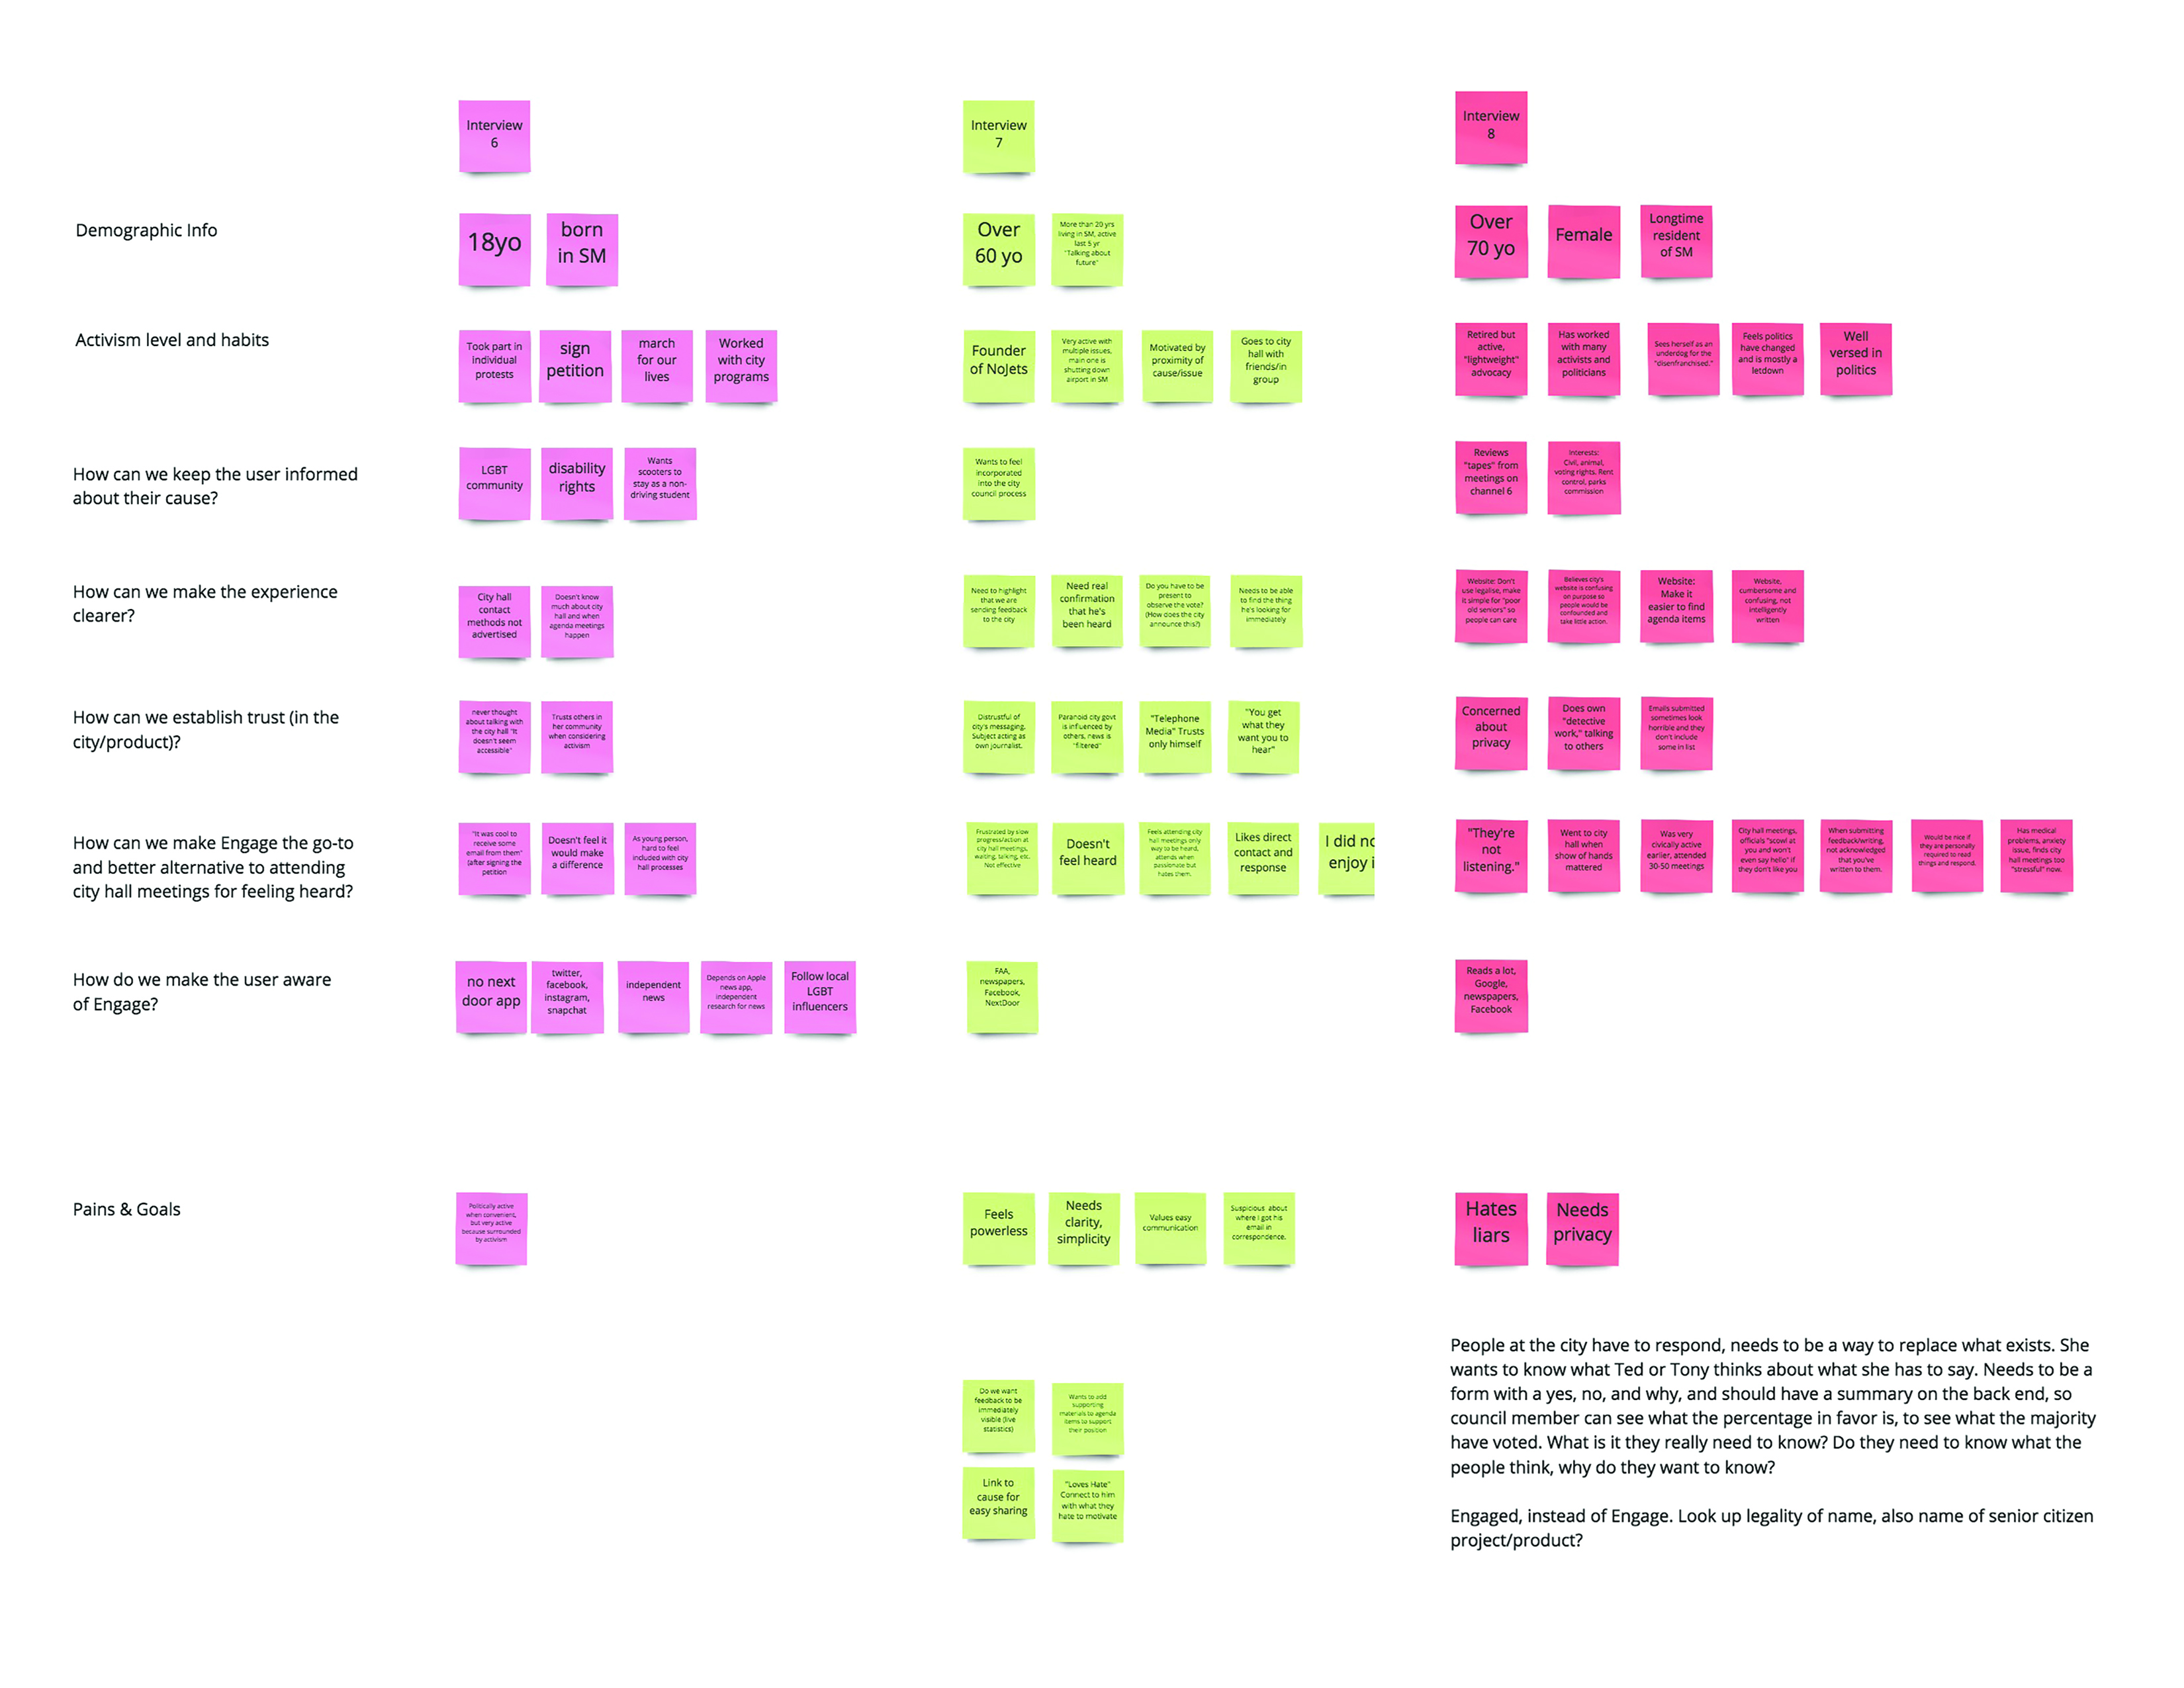 Interview
6
Interview
7
Interview
8
Demographic Info
18yo
born
in SM
Over
60 yo
More than 20 yrs
living in SM, active
last 5 yr
"Talking about
future"
Over
70 yo
Female
Longtime
resident
of SM
Activism level and habits
Took part in
individual
protests
sign
petition
march
for our
lives
Worked
with city
programs
Founder
of NoJets
Very active with
multiple issues,
main one is
shutting down
airport in SM
Motivated by
proximity of
cause/issue
Goes to city
hall with
friends/in
group
Retired but
active,
"lightweight"
advocacy
Has worked
with many
activists and
politicians
Sees herself as an
underdog for the
"disenfranchised."
Feels politics
have changed
and is mostly a
letdown
Well
versed in
politics
How can we keep the user informed
about their cause?
LGBT
community
disability
rights
Wants
scooters to
stay as a non-
driving student
Wants to feel
incorporated
into the city
council process
Reviews
"tapes" from
meetings on
channel 6
Interests:
Civil, animal,
voting rights. Rent
control, parks
commission
How can we make the experience
clearer?
City hall
contact
methods not
advertised
Doesn't know
much about city
hall and when
agenda meetings
happen
Need to highlight
that we are
sending feedback
to the city
Need real
confirmation
that he's
been heard
Do you have to be
present to
observe the vote?
(How does the city
announce this?)
Needs to be able
to find the thing
he's looking for
immediately
Website: Don't
use legalise, make
it simple for "poor
old seniors" so
people can care
Believes city's
website is confusing
on purpose so
people would be
confounded and
take little action.
Website:
Make it
easier to find
agenda items
Website,
cumbersome and
confusing, not
intelligently
written
How can we establish trust (in the
city/product)?
never thought
about talking with
the city hall "It
doesn't seem
accessible"
Trusts others in
her community
when considering
activism
Distrustful of
city's messaging.
Subject acting as
own journalist.
Paranoid city govt
is influenced by
others, news is
"filtered"
"Telephone
Media" Trusts
only himself
"You get
what they
want you to
hear"
Concerned
about
privacy
Does own
"detective
work," talking
to others
Emails submitted
sometimes look
horrible and they
don't include
some in list
How can we make Engage the go-to
and better alternative to attending
city hall meetings for feeling heard?
"It was cool to
receive some
email from them"
(after signing the
petition
Doesn't feel it
would make
a difference
As young person,
hard to feel
included with city
hall processes
Frustrated by slow
progress/action at
city hall meetings,
waiting, talking, etc.
Not effective
Doesn't
feel heard
Feels attending city
hall meetings only
way to be heard,
attends when
passionate but
hates them.
Likes direct
contact and
response
I did no
enjoy i
"They're
not
listening."
Went to city
hall when
show of hands
mattered
Was very
civically active
earlier, attended
30-50 meetings
City hall meetings,
officials "scowl at
you and won't
even say hello" if
they don't like you
When submitting
feedback/writing,
not acknowledged
that you've
written to them.
Would be nice if
they are personally
required to read
things and respond.
Has medical
problems, anxiety
issue, finds city
hall meetings too
"stressful" now.
How do we make the user aware
of Engage?
no next
door app
twitter,
facebook,
instagram,
snapchat
independent
news
Depends on Apple
news app,
independent
research for news
Follow local
LGBT
influencers
FAA,
newspapers,
Facebook,
NextDoor
Reads a lot,
Google,
newspapers,
Facebook
Pains & Goals
Politically active
when convenient,
but very active
because surrounded
by activism
Feels
powerless
Needs
clarity,
simplicity
Values easy
communication
Suspicious about
where i got his
email in
correspondence.
Hates
liars
Needs
privacy
Do we want
feedback to be
immediately
visible (live
statistics)
Wants to add
supporting
materials to agenda
items to support
their position
Link to
cause for
easy sharing
"Loves Hate"
Connect to him
with what they
hate to motivate
People at the city have to respond, needs to be a way to replace what exists. She
wants to know what Ted or Tony thinks about what she has to say. Needs to be a
form with a yes, no, and why, and should have a summary on the back end, so
council member can see what the percentage in favor is, to see what the majority
have voted. What is it they really need to know? Do they need to know what the
people think, why do they want to know?
Engaged, instead of Engage. Look up legality of name, also name of senior citizen
project/product?